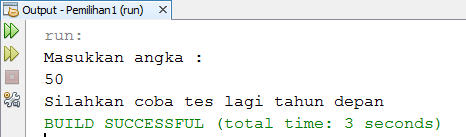 Output - Pemilihan1 (run)
run:
Masukkan angka :
50
Silahkan coba tes lagi tahun depan
BUILD SUCCESSFUL (total time: 3 seconds)